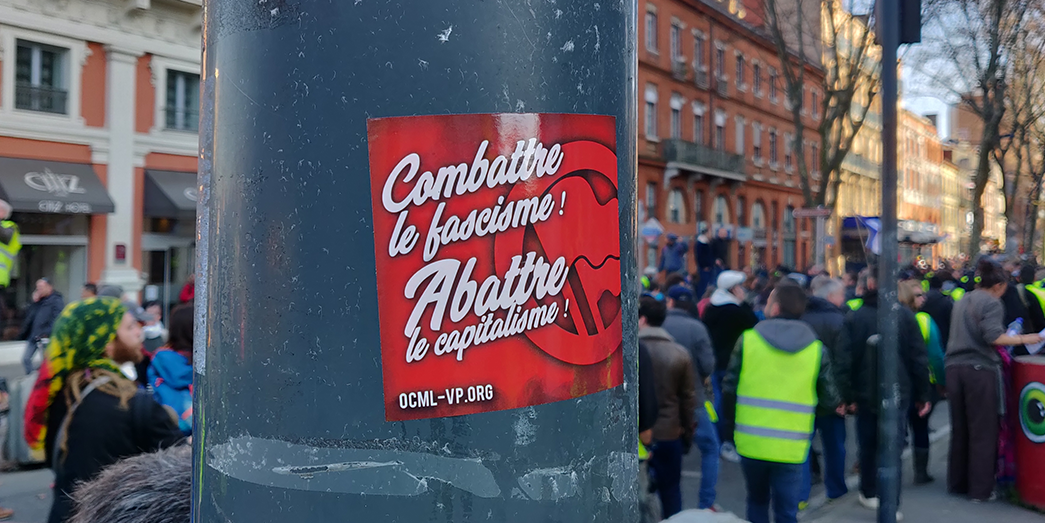 Combattre
le fascisme !
Abattre
le capitalisme !
OCML-VP.ORG